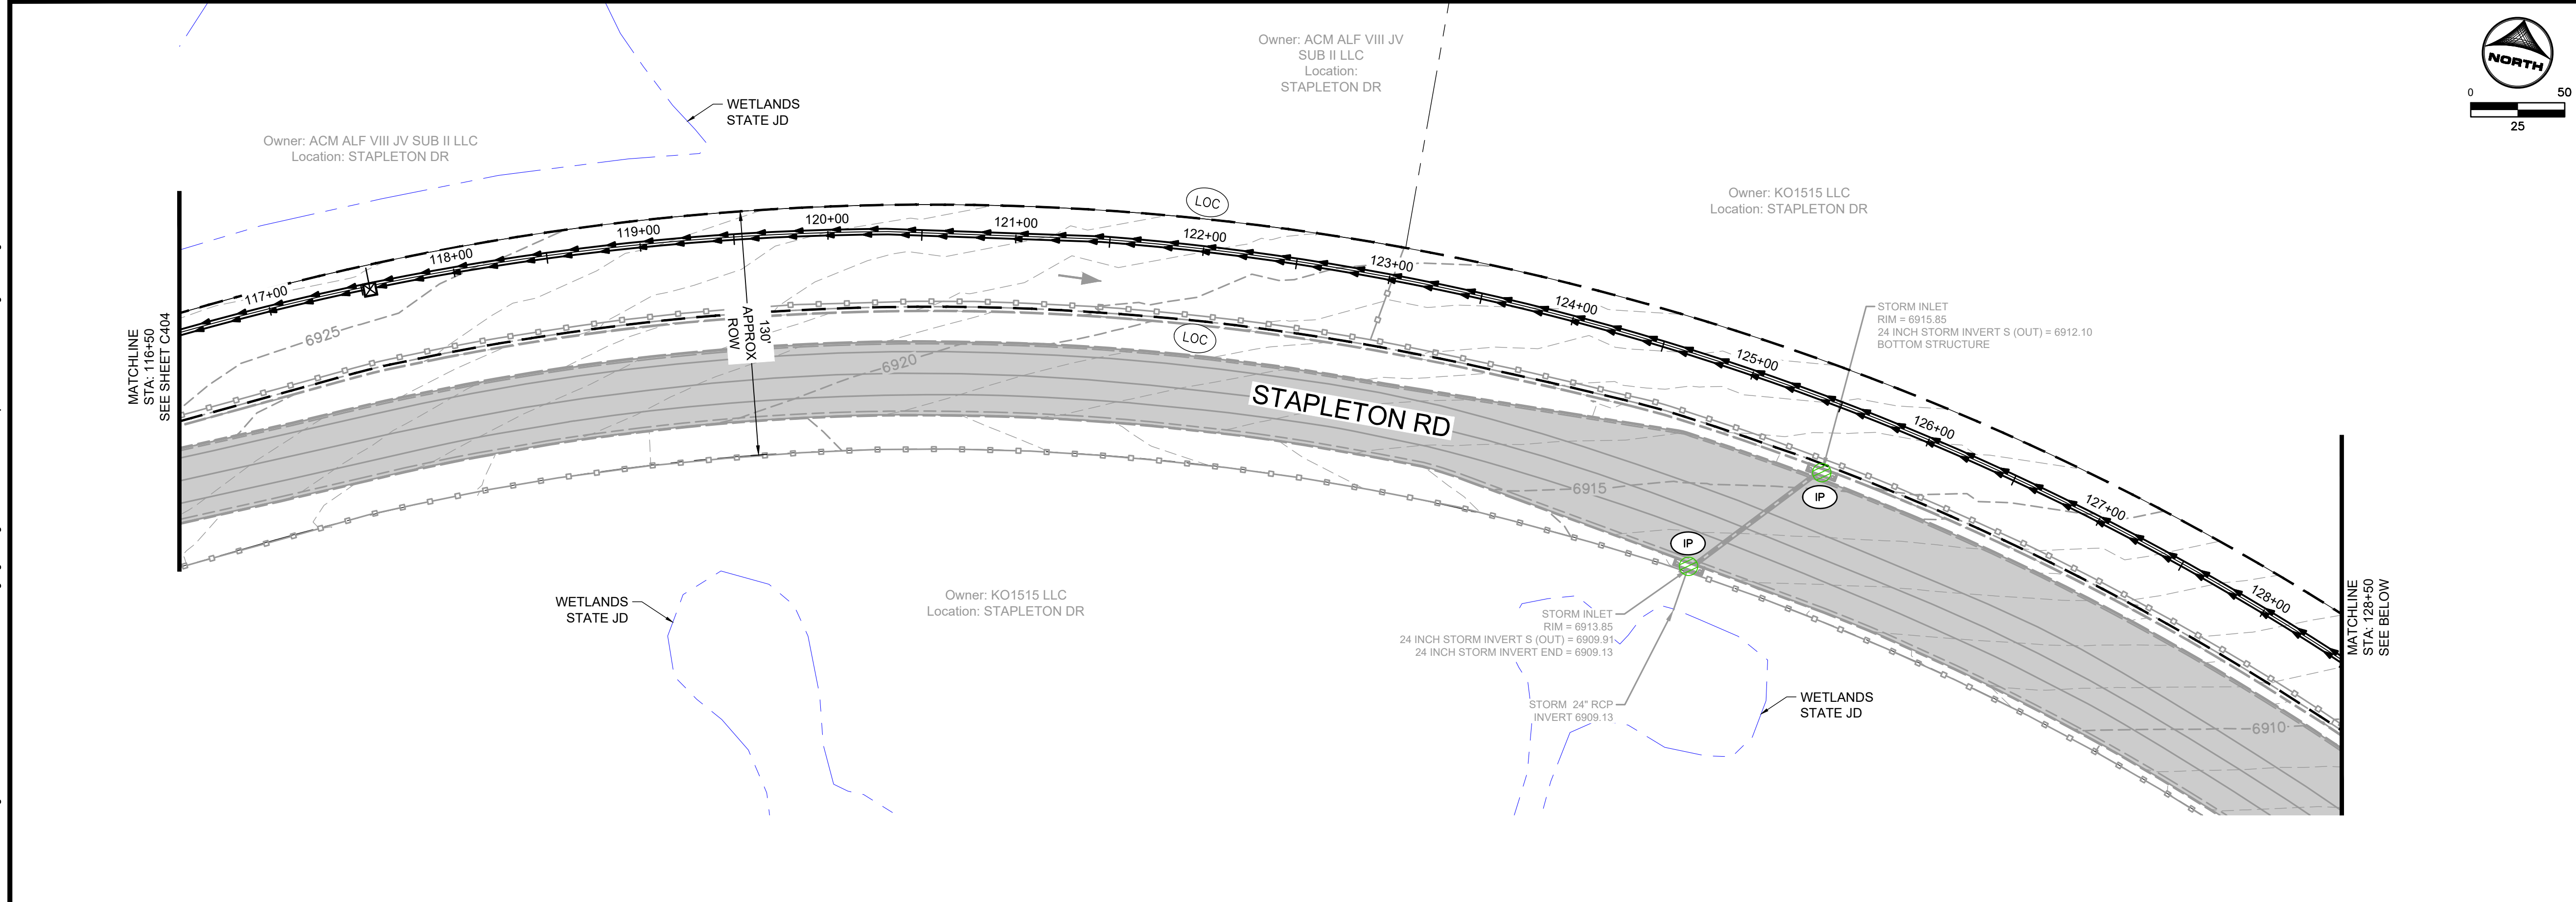 Owner: ACM ALF VIII JV
SUB II LLC
Location:
STAPLETON DR
NORTH
0
50
25
WETLANDS
STATE JD
Owner: ACM ALF VIII JV SUB II LLC
Location: STAPLETON DR
Owner: KO1515 LLC
Location: STAPLETON DR
LOC
117+00
118+00
119+00
120+00
121+00
122+00
123+00
124+00
125+00
126+00
127+00
128+00
MATCHLINE
STA: 116+50
SEE SHEET C404
6925
130'
APPROX
ROW
LOC
6920
STAPLETON RD
STORM INLET
RIM = 6915.85
24 INCH STORM INVERT S (OUT) = 6912.10
BOTTOM STRUCTURE
6915
IP
IP
WETLANDS
STATE JD
Owner: KO1515 LLC
Location: STAPLETON DR
STORM INLET
RIM = 6913.85
24 INCH STORM INVERT S (OUT) = 6909.91
24 INCH STORM INVERT END = 6909.13
STORM 24" RCP
INVERT 6909.13
WETLANDS
STATE JD
6910
MATCHLINE
STA: 128+50
SEE BELOW